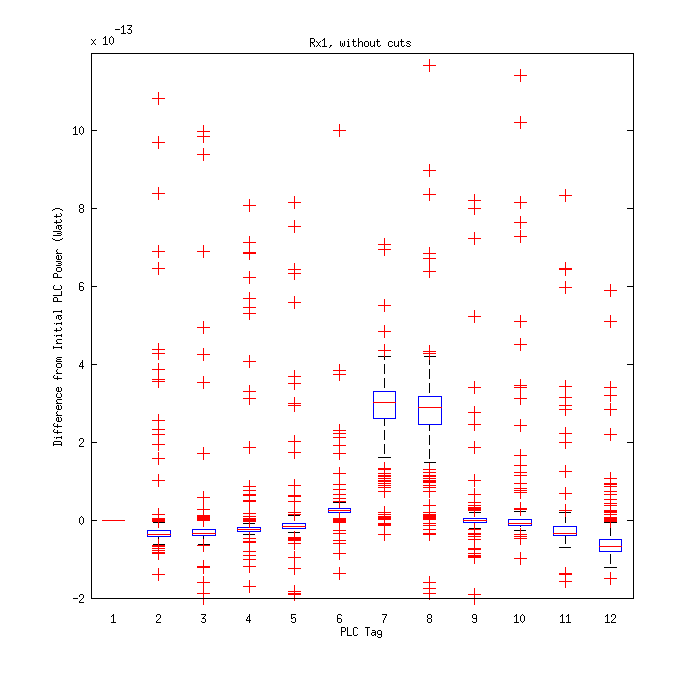 x 10^-13
Rx1, without cuts
Difference from Initial PLC Power (Watt)
10
8
6
4
2
0
-2
1 2 3 4 5 6 7 8 9 10 11 12
PLC Tag